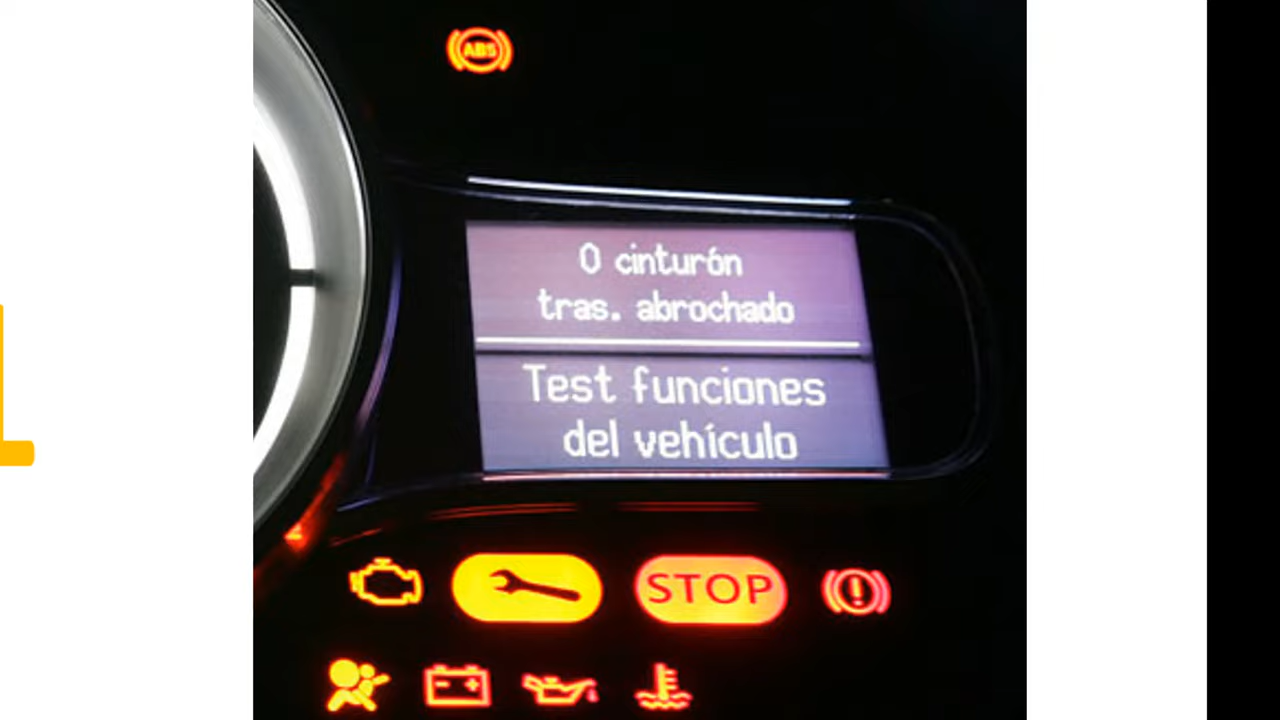 ABS
0 cinturón
tras. abrochado
Test funciones
del vehículo
STOP